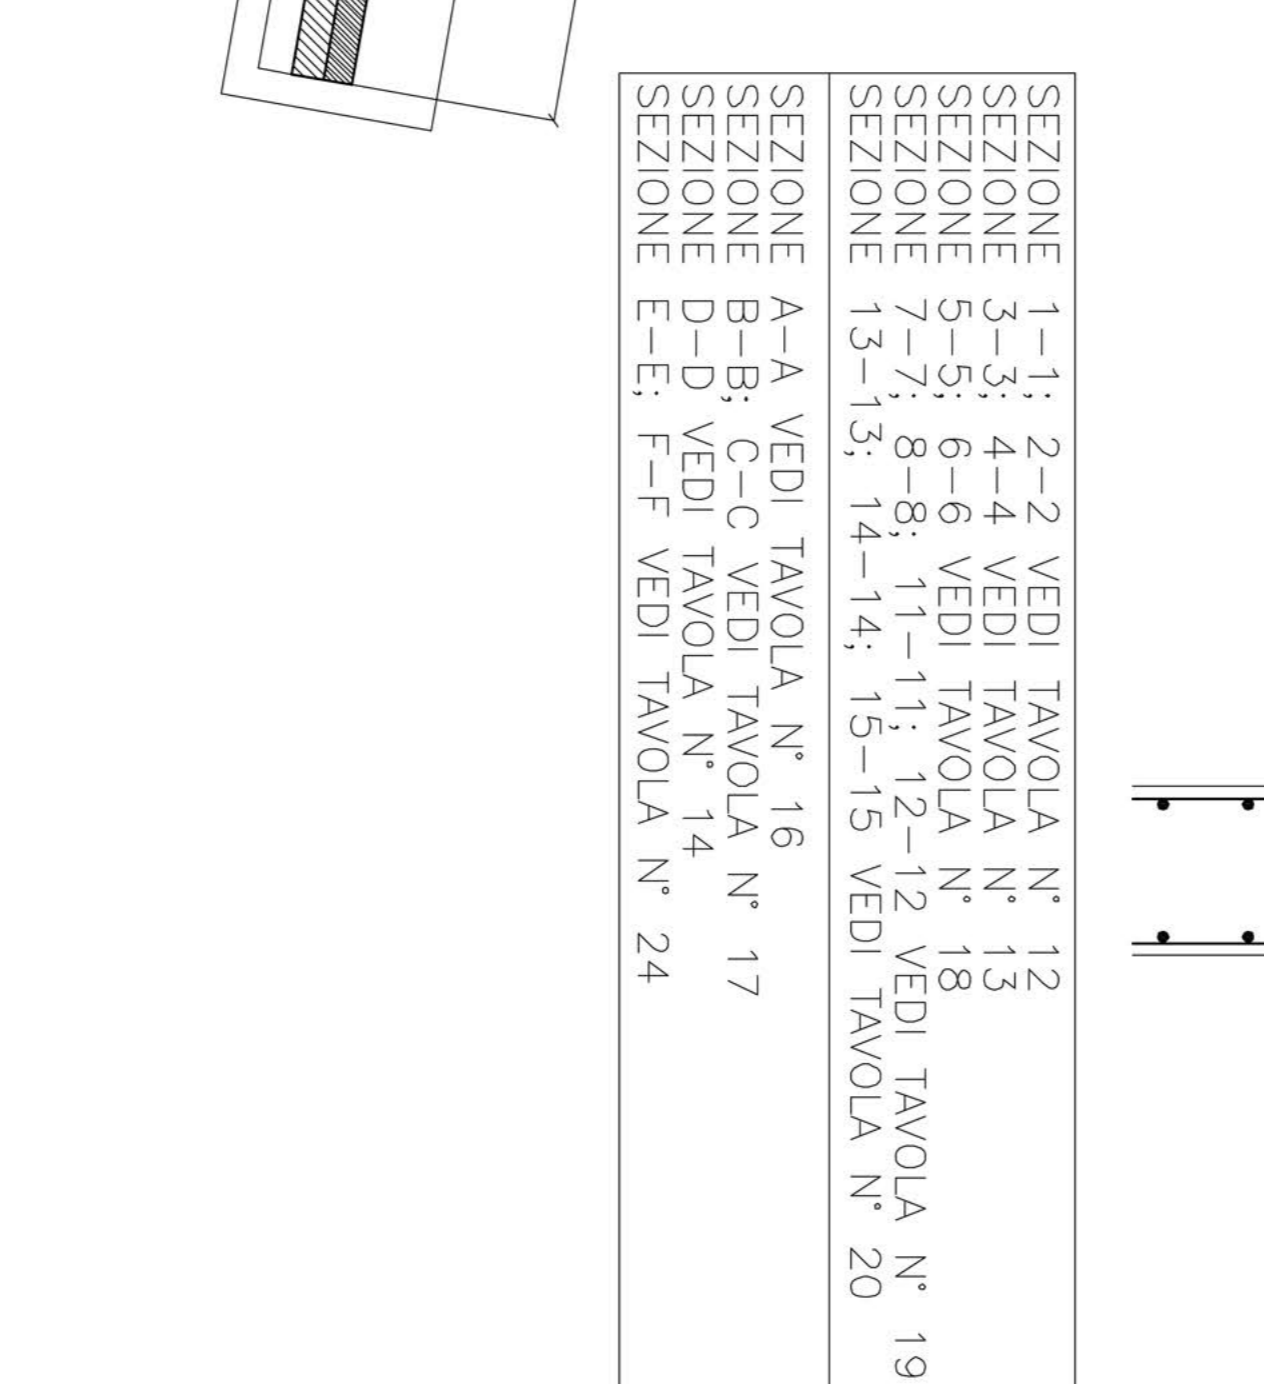 SEZIONE 1-1; 2-2 VEDI TAVOLA N° 12
SEZIONE 3-3; 4-4 VEDI TAVOLA N° 13
SEZIONE 5-5; 6-6 VEDI TAVOLA N° 18
SEZIONE 7-7; 8-8; 11-11; 12-12 VEDI TAVOLA N° 19
SEZIONE 13-13; 14-14; 15-15 VEDI TAVOLA N° 20
SEZIONE A-A VEDI TAVOLA N° 16
SEZIONE B-B; C-C VEDI TAVOLA N° 17
SEZIONE D-D VEDI TAVOLA N° 14
SEZIONE E-E; F-F VEDI TAVOLA N° 24